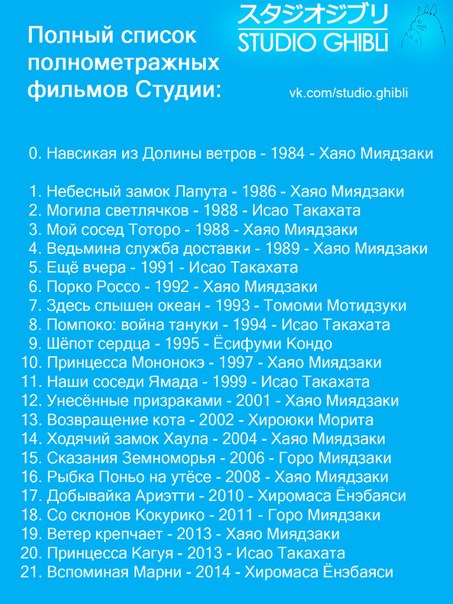 スタジオジブリ
STUDIO GHIBLI
Полный список
полнометражных
фильмов Студии:
vk.com/studio.ghibli
0. Навсикая из Долины ветров - 1984 - Хаяо Миядзаки
1. Небесный замок Лапута - 1986 - Хаяо Миядзаки
2. Могила светлячков - 1988 - Исао Такахата
3. Мой сосед Тоторо - 1988 - Хаяо Миядзаки
4. Ведьмина служба доставки - 1989 - Хаяо Миядзаки
5. Ещё вчера - 1991 - Исао Такахата
6. Порко Россо - 1992 - Хаяо Миядзаки
7. Здесь слышен океан - 1993 - Томоми Мотидзуки
8. Помпоко: война тануки - 1994 - Исао Такахата
9. Шёпот сердца - 1995 - Ёсифуми Кондо
10. Принцесса Мононокэ - 1997 - Хаяо Миядзаки
11. Наши соседи Ямада - 1999 - Исао Такахата
12. Унесённые призраками - 2001 - Хаяо Миядзаки
13. Возвращение кота - 2002 - Хироюки Морита
14. Ходячий замок Хаула - 2004 - Хаяо Миядзаки
15. Сказания Земноморья - 2006 - Горо Миядзаки
16. Рыбка Поньо на утёсе - 2008 - Хаяо Миядзаки
17. Добывайка Ариэтти - 2010 - Хиромаса Ёнэбаяси
18. Со склонов Кокурико - 2011 - Горо Миядзаки
19. Ветер крепчает - 2013 - Хаяо Миядзаки
20. Принцесса Кагуя - 2013 - Исао Такахата
21. Вспоминая Марни - 2014 - Хиромаса Ёнэбаяси